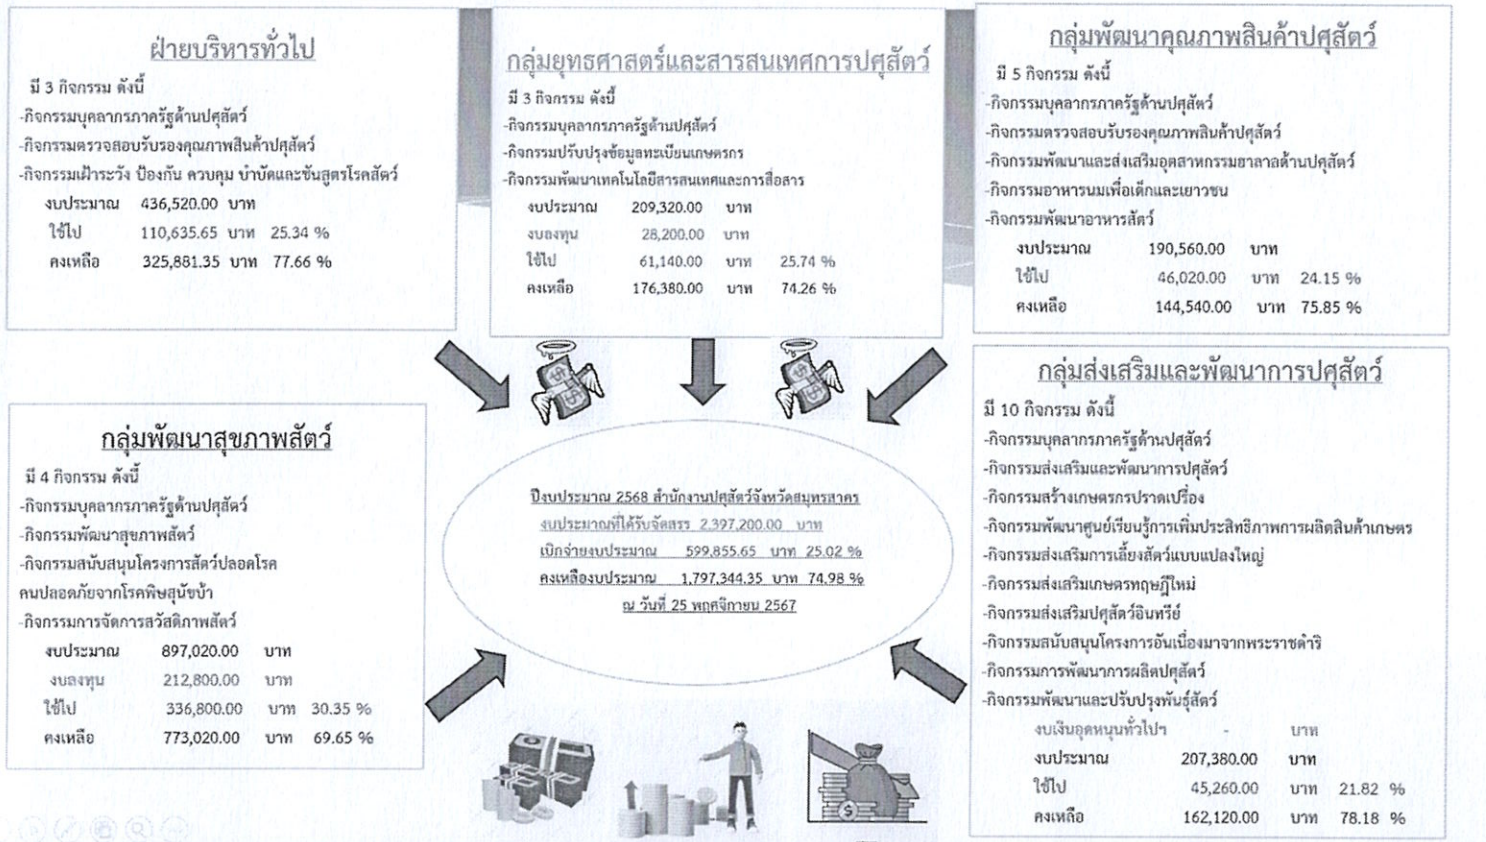 ฝ่ายบริหารทั่วไป
มี 3 กิจกรรม ดังนี้
-กิจกรรมบุคลากรภาครัฐด้านปศุสัตว์
-กิจกรรมตรวจสอบรับรองคุณภาพสินค้าปศุสัตว์
-กิจกรรมเฝ้าระวัง ป้องกัน ควบคุม บำบัดและชันสูตรโรคสัตว์
งบประมาณ 436,520.00 บาท
ใช้ไป 110,635.65 บาท 25.34 %
คงเหลือ 325,881.35 บาท 77.66 %
กลุ่มยุทธศาสตร์และสารสนเทศการปศุสัตว์
มี 3 กิจกรรม ดังนี้
-กิจกรรมบุคลากรภาครัฐด้านปศุสัตว์
-กิจกรรมปรับปรุงข้อมูลทะเบียนเกษตรกร
-กิจกรรมพัฒนาเทคโนโลยีสารสนเทศและการสื่อสาร
งบประมาณ 209,320.00 บาท
งบลงทุน 28,200.00 บาท
ใช้ไป 61,140.00 บาท 25.74 %
คงเหลือ 176,380.00 บาท 74.26 %
กลุ่มพัฒนาคุณภาพสินค้าปศุสัตว์
มี 5 กิจกรรม ดังนี้
-กิจกรรมบุคลากรภาครัฐด้านปศุสัตว์
-กิจกรรมตรวจสอบรับรองคุณภาพสินค้าปศุสัตว์
-กิจกรรมพัฒนาและส่งเสริมอุตสาหกรรมฮาลาลด้านปศุสัตว์
-กิจกรรมอาหารนมเพื่อเด็กและเยาวชน
-กิจกรรมพัฒนาอาหารสัตว์
งบประมาณ 190,560.00 บาท
ใช้ไป 46,020.00 บาท 24.15 %
คงเหลือ 144,540.00 บาท 75.85 %
กลุ่มพัฒนาสุขภาพสัตว์
มี 4 กิจกรรม ดังนี้
-กิจกรรมบุคลากรภาครัฐด้านปศุสัตว์
-กิจกรรมพัฒนาสุขภาพสัตว์
-กิจกรรมสนับสนุนโครงการสัตว์ปลอดโรค
คนปลอดภัยจากโรคพิษสุนัขบ้า
-กิจกรรมการจัดการสวัสดิภาพสัตว์
งบประมาณ 897,020.00 บาท
งบลงทุน 212,800.00 บาท
ใช้ไป 336,800.00 บาท 30.35 %
คงเหลือ 773,020.00 บาท 69.65 %
ปีงบประมาณ 2568 สำนักงานปศุสัตว์จังหวัดสมุทรสาคร
งบประมาณที่ได้รับจัดสรร 2,397,200.00 บาท
เบิกจ่ายงบประมาณ 599,855.65 บาท 25.02 %
คงเหลืองบประมาณ 1,797,344.35 บาท 74.98 %
ณ วันที่ 25 พฤศจิกายน 2567
กลุ่มส่งเสริมและพัฒนาการปศุสัตว์
มี 10 กิจกรรม ดังนี้
-กิจกรรมบุคลากรภาครัฐด้านปศุสัตว์
-กิจกรรมส่งเสริมและพัฒนาการปศุสัตว์
-กิจกรรมสร้างเกษตรกรปราดเปรื่อง
-กิจกรรมพัฒนาศูนย์เรียนรู้การเพิ่มประสิทธิภาพการผลิตสินค้าเกษตร
-กิจกรรมส่งเสริมการเลี้ยงสัตว์แบบแปลงใหญ่
-กิจกรรมส่งเสริมเกษตรทฤษฎีใหม่
-กิจกรรมส่งเสริมปศุสัตว์อินทรีย์
-กิจกรรมสนับสนุนโครงการอันเนื่องมาจากพระราชดำริ
-กิจกรรมการพัฒนาการผลิตปศุสัตว์
-กิจกรรมพัฒนาและปรับปรุงพันธุ์สัตว์
งบเงินอุดหนุนทั่วไปฯ - บาท
งบประมาณ 207,380.00 บาท
ใช้ไป 45,260.00 บาท 21.82 %
คงเหลือ 162,120.00 บาท 78.18 %